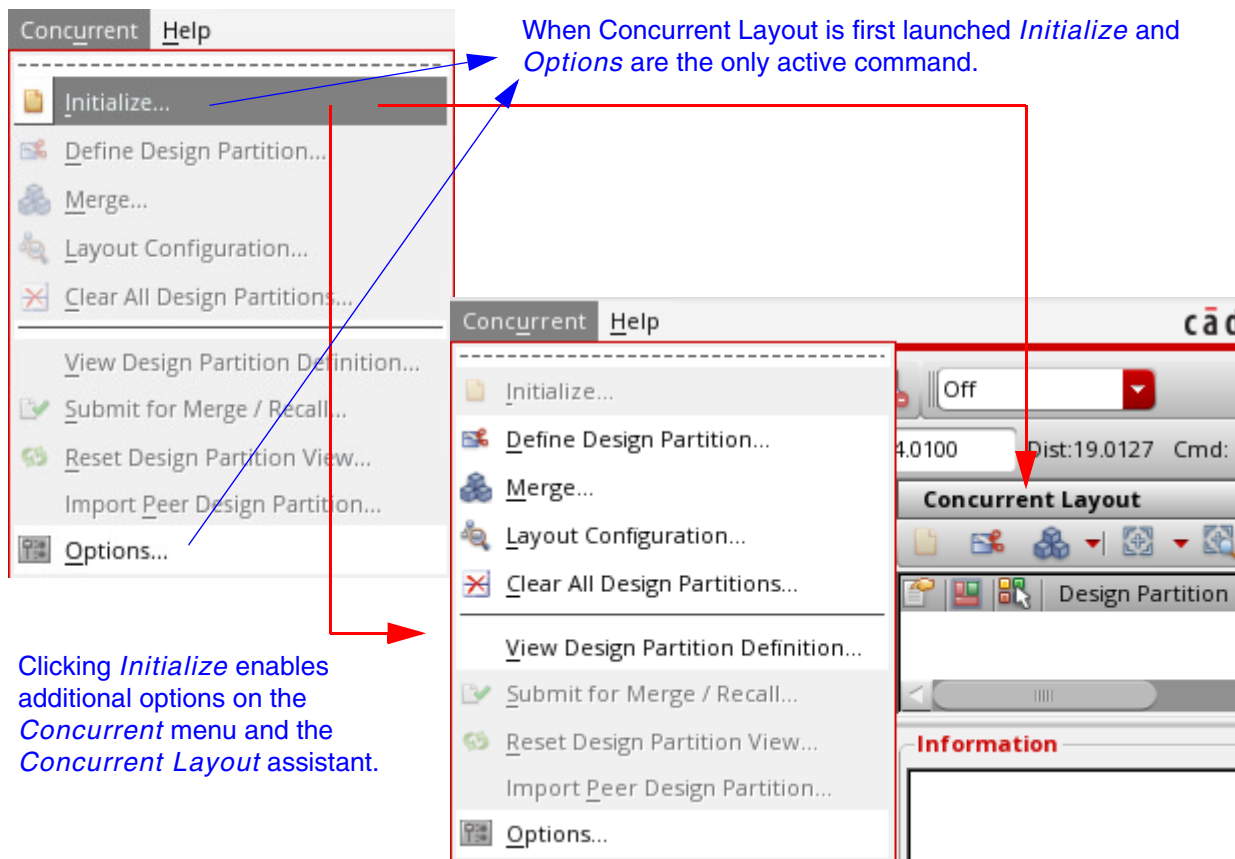 Concurrent Help
When Concurrent Layout is first launched Initialize and
Options are the only active command.
Initialize...
Define Design Partition...
Merge...
Layout Configuration...
Clear All Design Partitions...
View Design Partition Definition...
Submit for Merge / Recall...
Reset Design Partition View...
Import Peer Design Partition...
Options...
Clicking Initialize enables
additional options on the
Concurrent menu and the
Concurrent Layout assistant.
Concurrent Help
cād
Initialize...
Define Design Partition...
Merge...
Layout Configuration...
Clear All Design Partitions...
View Design Partition Definition...
Submit for Merge / Recall...
Reset Design Partition View...
Import Peer Design Partition...
Options...
Off
4.0100 Dist:19.0127 Cmd:
Concurrent Layout
Design Partition
Information